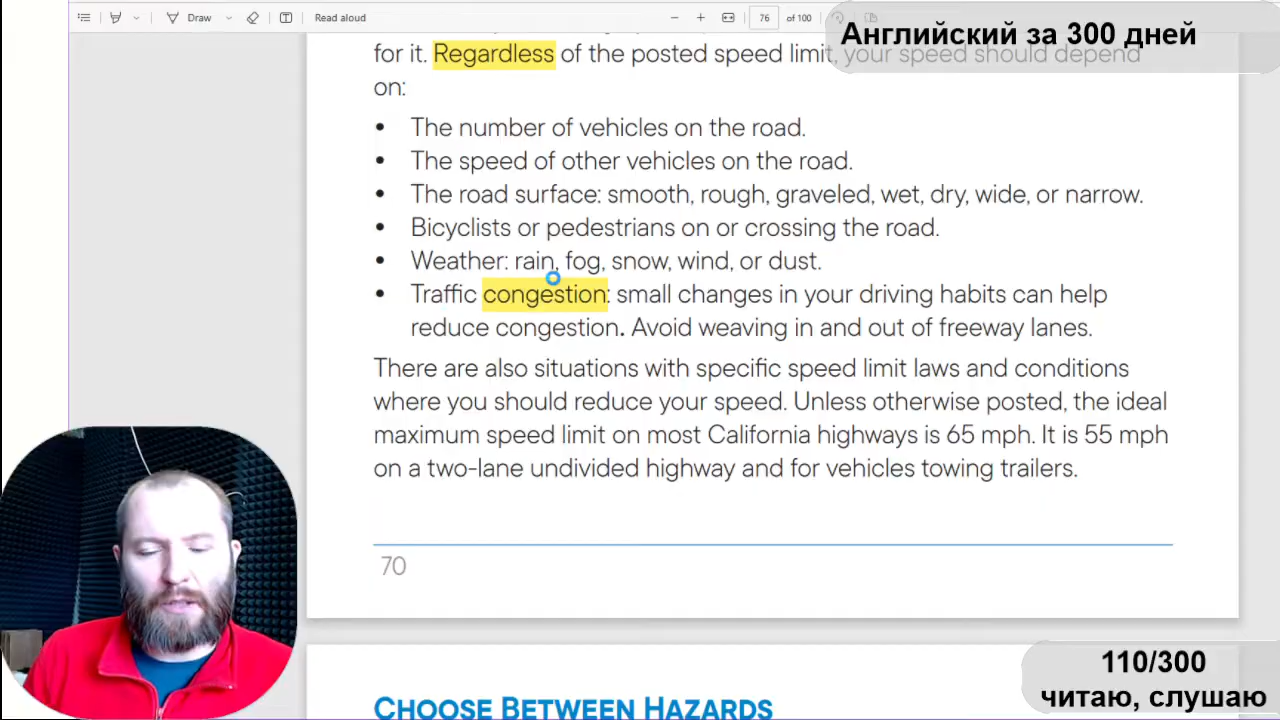 Draw
Read aloud
76
of 100
Английский за 300 дней
for it. Regardless of the posted speed limit, your speed should depend
on:
• The number of vehicles on the road.
• The speed of other vehicles on the road.
• The road surface: smooth, rough, graveled, wet, dry, wide, or narrow.
• Bicyclists or pedestrians on or crossing the road.
• Weather: rain, fog, snow, wind, or dust.
• Traffic congestion: small changes in your driving habits can help
reduce congestion. Avoid weaving in and out of freeway lanes.
There are also situations with specific speed limit laws and conditions
where you should reduce your speed. Unless otherwise posted, the ideal
maximum speed limit on most California highways is 65 mph. It is 55 mph
on a two-lane undivided highway and for vehicles towing trailers.
70
CHOOSE BETWEEN HAZARDS
110/300
читаю, слушаю